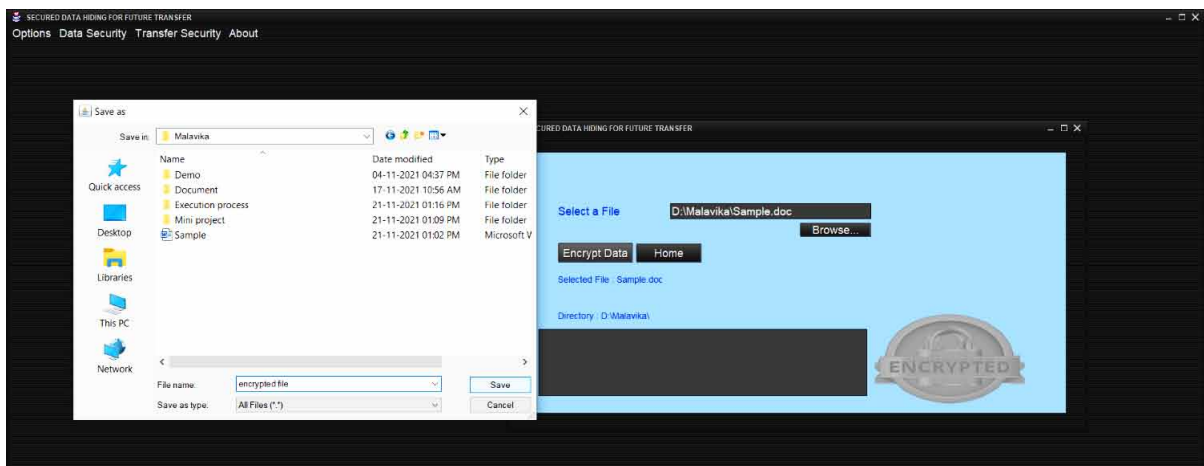 SECURED DATA HIDING FOR FUTURE TRANSFER
Options Data Security Transfer Security About
Save as
Save in: Malavika
Name Date modified Type
Demo 04-11-2021 04:37 PM File folder
Document 17-11-2021 10:56 AM File folder
Execution process 21-11-2021 01:16 PM File folder
Mini project 21-11-2021 01:09 PM File folder
Sample 21-11-2021 01:02 PM Microsoft W
Quick access
Desktop
Libraries
This PC
Network
File name: encrypted file Save
Save as type: All Files (*.*) Cancel
CURED DATA HIDING FOR FUTURE TRANSFER
Select a File D:\Malavika\Sample.doc
Browse...
Encrypt Data Home
Selected File : Sample.doc
Directory : D:\Malavika\
ENCRYPTED